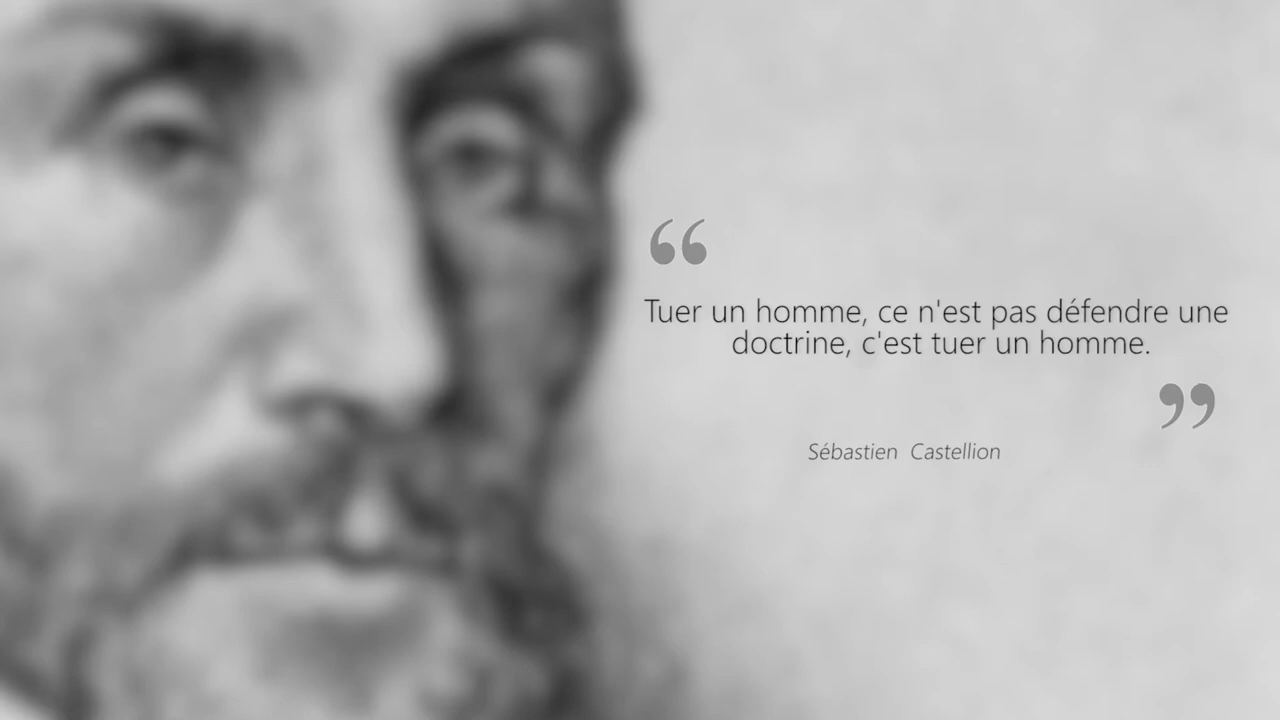 “
Tuer un homme, ce n'est pas défendre une
doctrine, c'est tuer un homme.
”
Sébastien Castellion